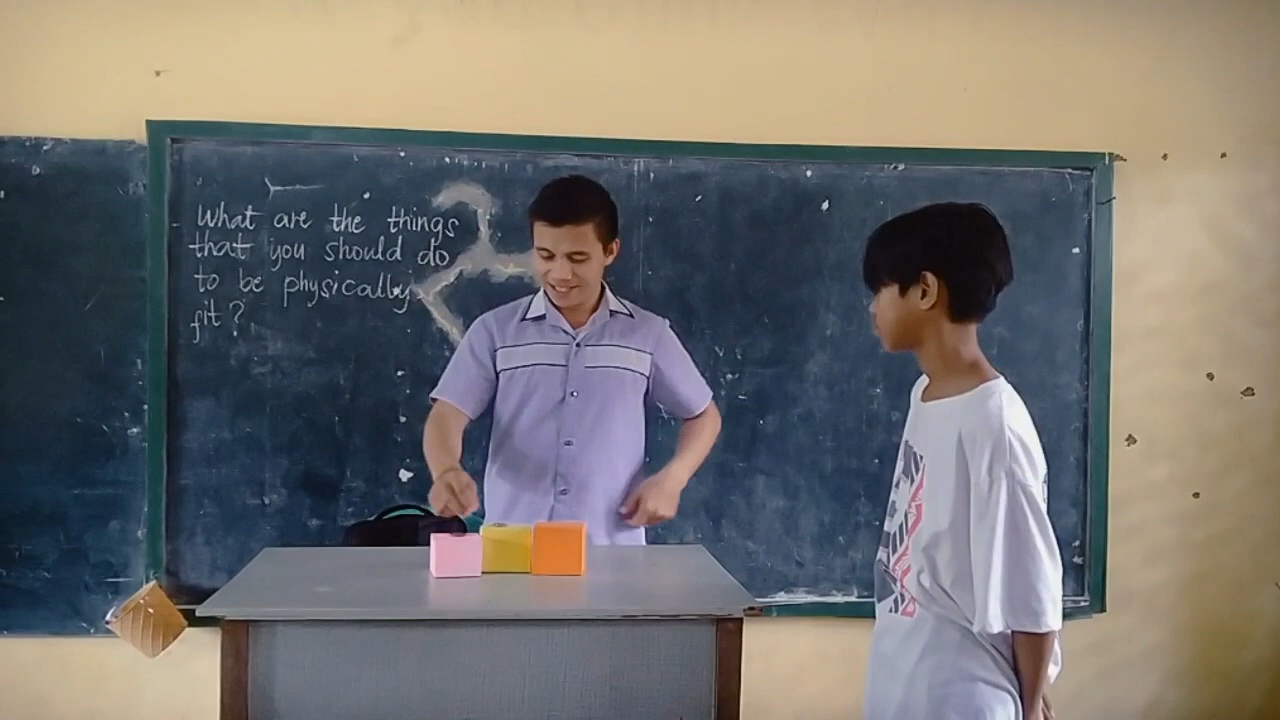 What are the things
that you should do
to be physically
fit?